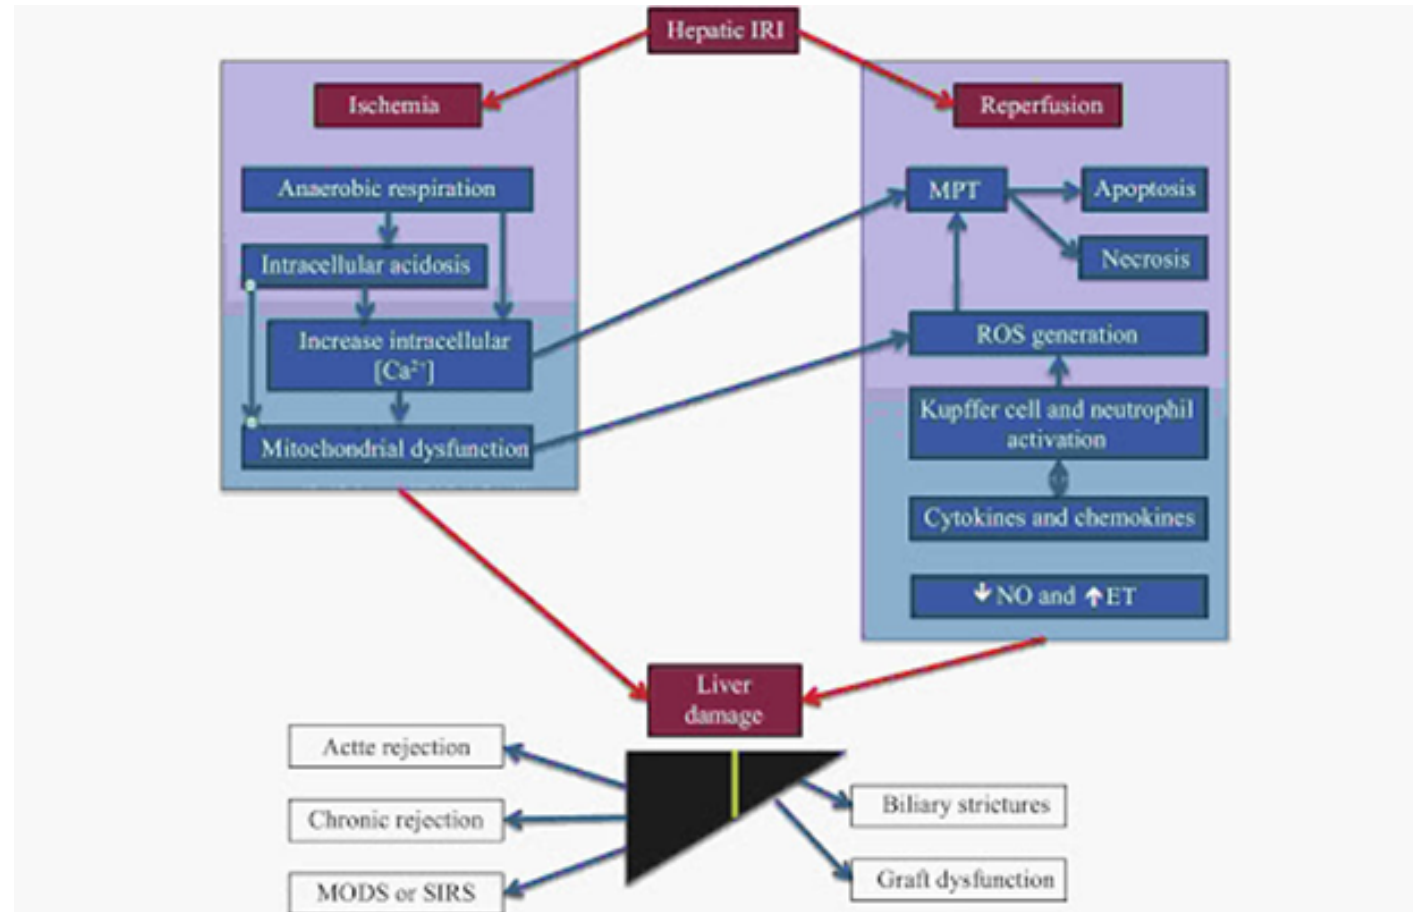 Hepatic IRI
Ischemia
Anaerobic respiration
Intracellular acidosis
Increase intracellular
[Ca²⁺]
Mitochondrial dysfunction
Reperfusion
MPT
Apoptosis
Necrosis
ROS generation
Kupffer cell and neutrophil
activation
Cytokines and chemokines
↓ NO and ↑ ET
Liver
damage
Actte rejection
Chronic rejection
MODS or SIRS
Biliary strictures
Graft dysfunction